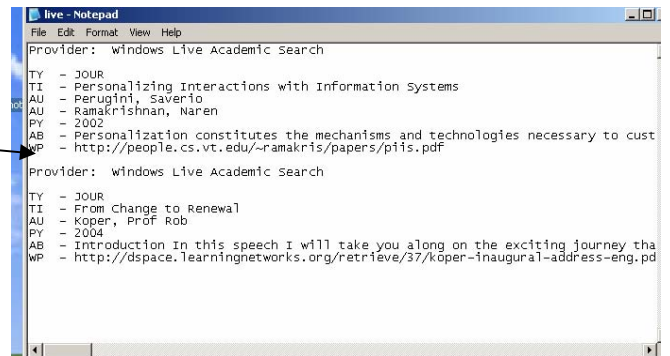 live - Notepad
File Edit Format View Help
Provider: Windows Live Academic Search
TY - JOUR
TI - Personalizing Interactions with Information Systems
AU - Perugini, Saverio
AU - Ramakrishnan, Naren
PY - 2002
AB - Personalization constitutes the mechanisms and technologies necessary to cust
WP - http://people.cs.vt.edu/~ramakris/papers/piis.pdf
Provider: Windows Live Academic Search
TY - JOUR
TI - From Change to Renewal
AU - Koper, Prof Rob
PY - 2004
AB - Introduction In this speech I will take you along on the exciting journey tha
WP - http://dspace.learningnetworks.org/retrieve/37/koper-inaugural-address-eng.pd